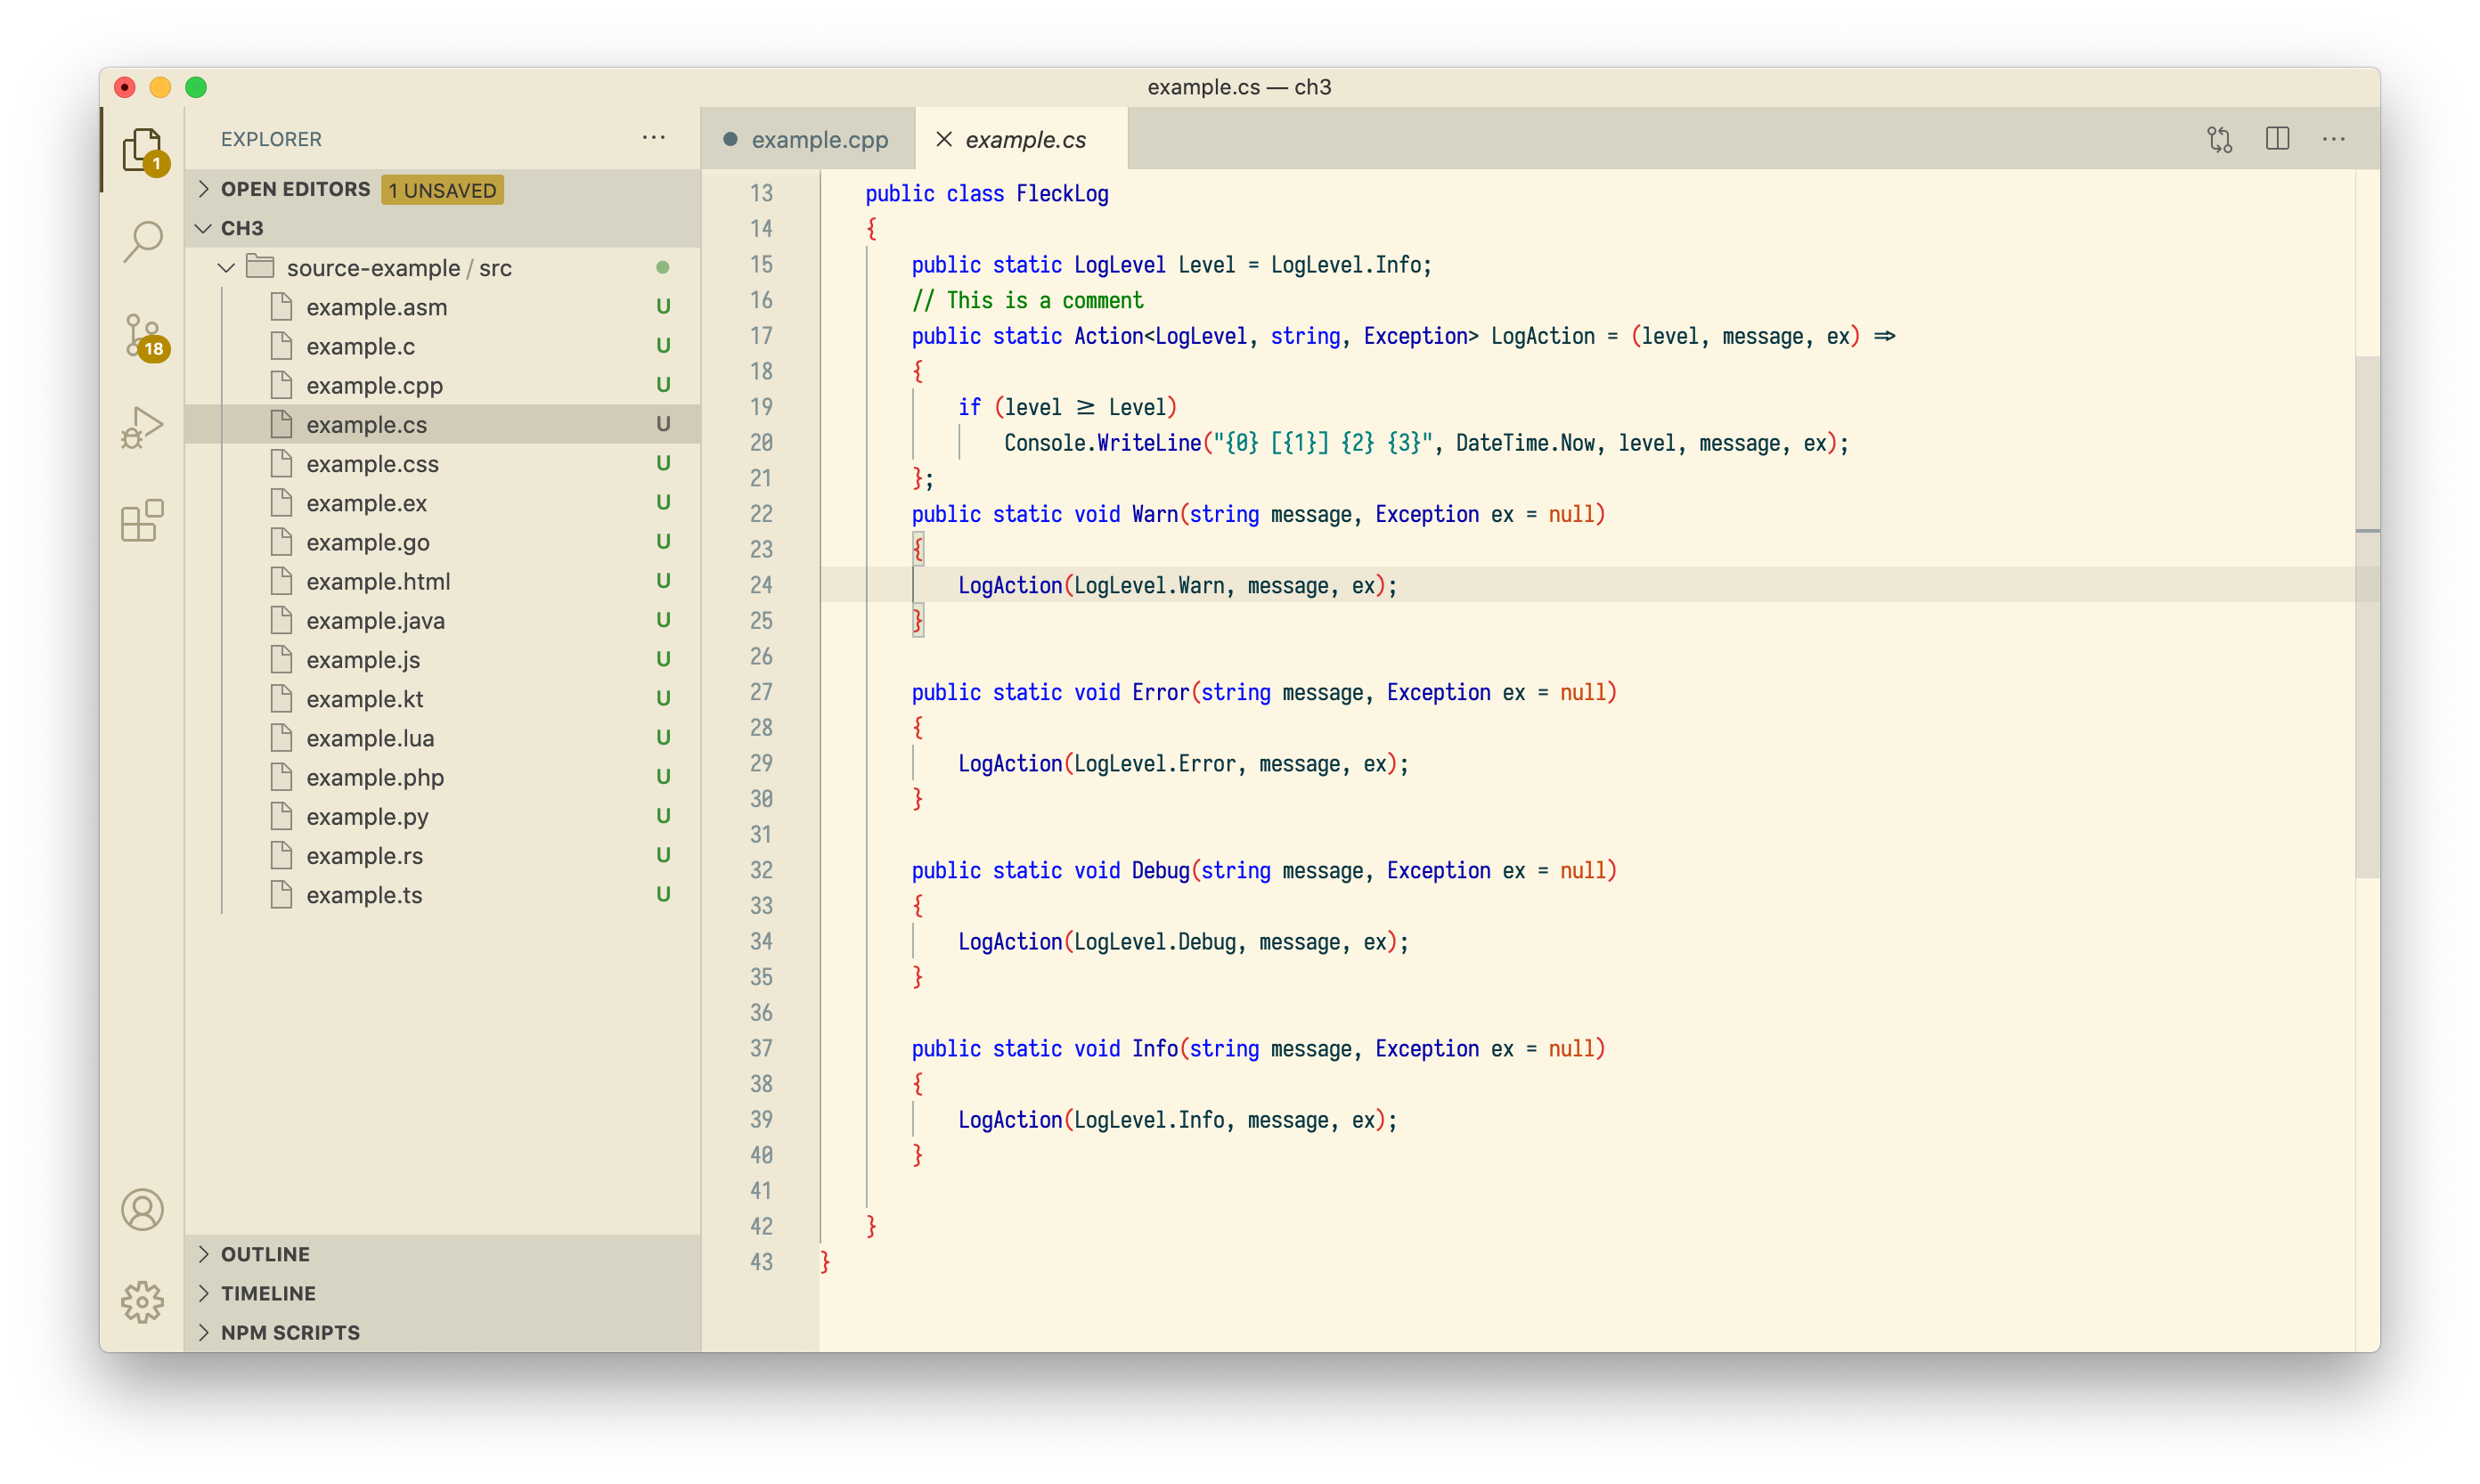 example.cs — ch3
EXPLORER
1
OPEN EDITORS 1 UNSAVED
CH3
source-example / src
example.asm U
example.c U
example.cpp U
example.cs U
example.css U
example.ex U
example.go U
example.html U
example.java U
example.js U
example.kt U
example.lua U
example.php U
example.py U
example.rs U
example.ts U
18
OUTLINE
TIMELINE
NPM SCRIPTS
example.cpp
example.cs
13 public class FleckLog
14 {
15 public static LogLevel Level = LogLevel.Info;
16 // This is a comment
17 public static Action<LogLevel, string, Exception> LogAction = (level, message, ex) ⇒
18 {
19 if (level ≥ Level)
20 Console.WriteLine("{0} [{1}] {2} {3}", DateTime.Now, level, message, ex);
21 };
22 public static void Warn(string message, Exception ex = null)
23 {
24 LogAction(LogLevel.Warn, message, ex);
25 }
26
27 public static void Error(string message, Exception ex = null)
28 {
29 LogAction(LogLevel.Error, message, ex);
30 }
31
32 public static void Debug(string message, Exception ex = null)
33 {
34 LogAction(LogLevel.Debug, message, ex);
35 }
36
37 public static void Info(string message, Exception ex = null)
38 {
39 LogAction(LogLevel.Info, message, ex);
40 }
41
42 }
43 }